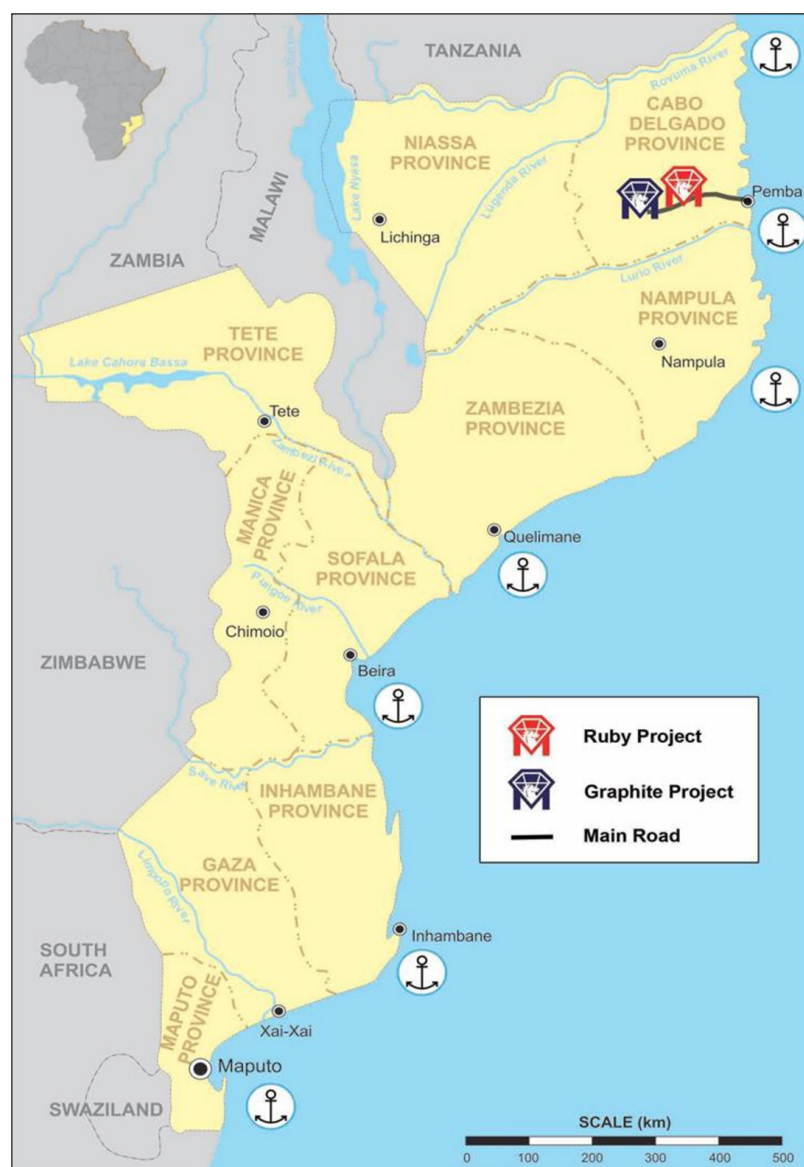 TANZANIA
Rovuma River
CABO
DELGADO
PROVINCE
NIASSA
PROVINCE
Lugenda River
Lake Nyasa
MALAWI
Pemba
Lichinga
ZAMBIA
Lurio River
NAMPULA
PROVINCE
TETE
PROVINCE
Nampula
Lake Cahora Bassa
ZAMBEZIA
PROVINCE
Tete
Zambezi River
MANICA
PROVINCE
Quelimane
SOFALA
PROVINCE
Chimoio
ZIMBABWE
Beira
Ruby Project
Graphite Project
Main Road
Save River
INHAMBANE
PROVINCE
GAZA
PROVINCE
Limpopo River
Inhambane
SOUTH
AFRICA
MAPUTO
PROVINCE
Xai-Xai
Maputo
SWAZILAND
SCALE (km)
0 100 200 300 400 500